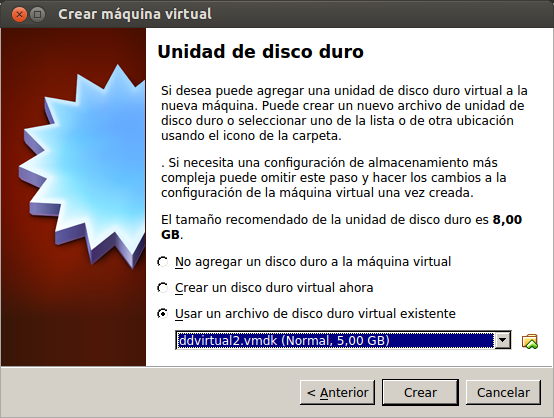 Crear máquina virtual
Unidad de disco duro
Si desea puede agregar una unidad de disco duro virtual a la
nueva máquina. Puede crear un nuevo archivo de unidad de
disco duro o seleccionar uno de la lista o de otra ubicación
usando el icono de la carpeta.
. Si necesita una configuración de almacenamiento más
compleja puede omitir este paso y hacer los cambios a la
configuración de la máquina virtual una vez creada.
El tamaño recomendado de la unidad de disco duro es 8,00
GB.
No agregar un disco duro a la máquina virtual
Crear un disco duro virtual ahora
Usar un archivo de disco duro virtual existente
ddvirtual2.vmdk (Normal, 5,00 GB)
< Anterior
Crear
Cancelar